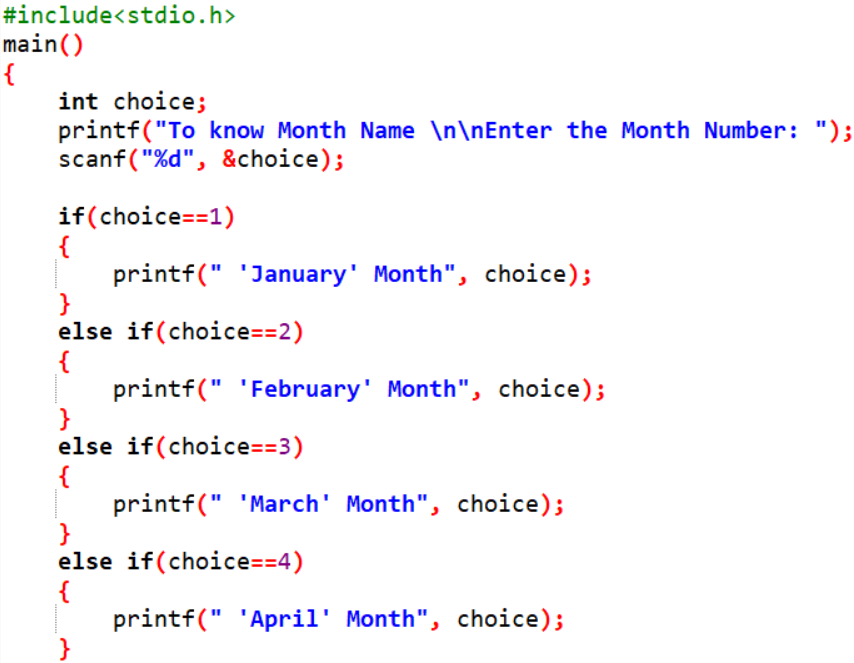 #include<stdio.h>
main()
{
    int choice;
    printf("To know Month Name \n\nEnter the Month Number: ");
    scanf("%d", &choice);

    if(choice==1)
    {
        printf(" 'January' Month", choice);
    }
    else if(choice==2)
    {
        printf(" 'February' Month", choice);
    }
    else if(choice==3)
    {
        printf(" 'March' Month", choice);
    }
    else if(choice==4)
    {
        printf(" 'April' Month", choice);
    }